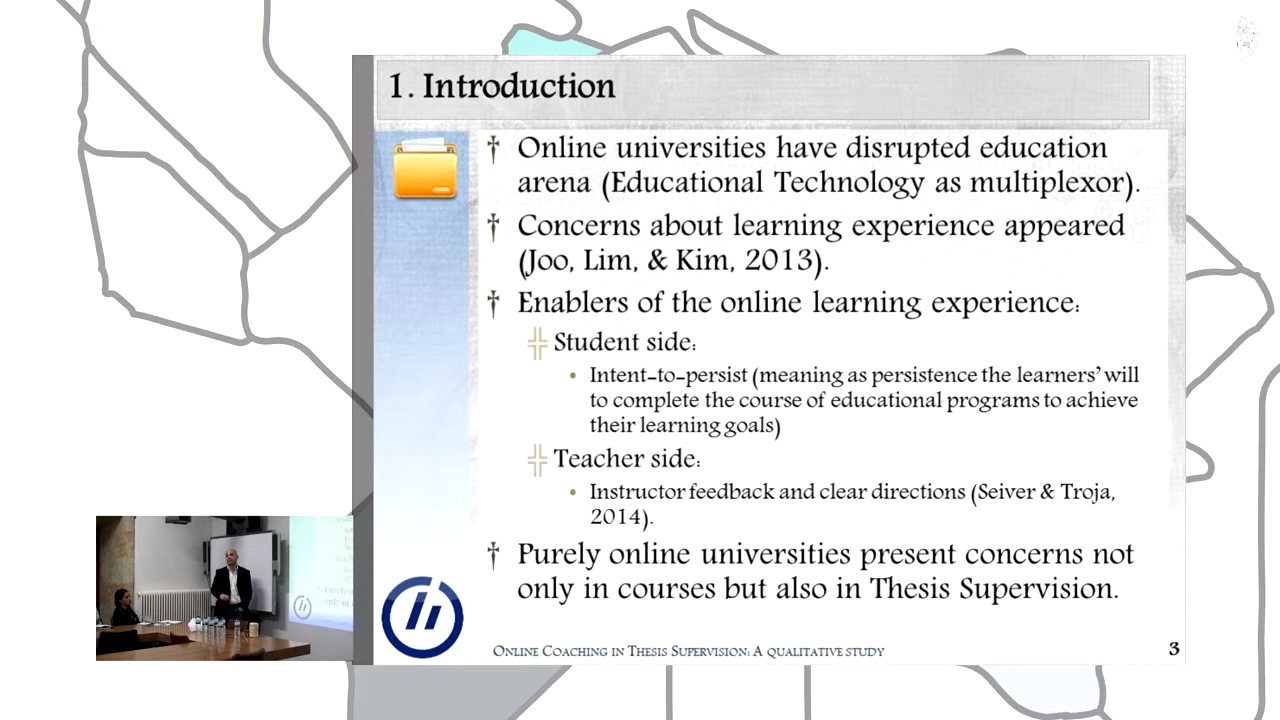 1. Introduction
† Online universities have disrupted education
arena (Educational Technology as multiplexor).
† Concerns about learning experience appeared
(Joo, Lim, & Kim, 2013).
† Enablers of the online learning experience:
╬ Student side:
• Intent-to-persist (meaning as persistence the learners' will
to complete the course of educational programs to achieve
their learning goals)
╬ Teacher side:
• Instructor feedback and clear directions (Seiver & Troja,
2014).
† Purely online universities present concerns not
only in courses but also in Thesis Supervision.
Online Coaching in Thesis Supervision: A qualitative study
3